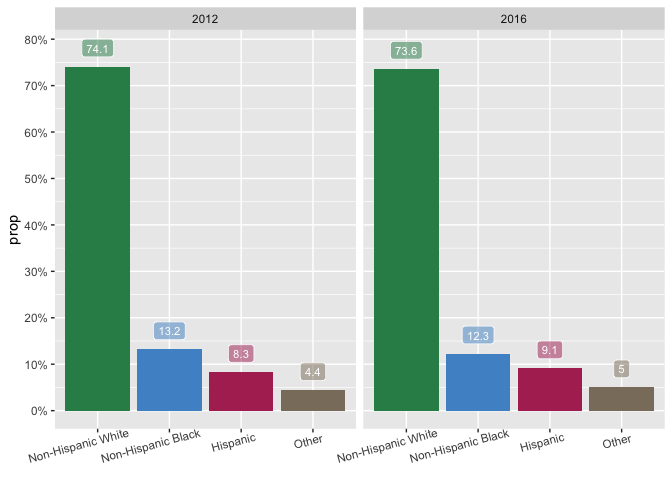 2012
2016
80%
70%
60%
50%
40%
30%
20%
10%
0%
prop
74.1
13.2
8.3
4.4
73.6
12.3
9.1
5
Non-Hispanic White
Non-Hispanic Black
Hispanic
Other
Non-Hispanic White
Non-Hispanic Black
Hispanic
Other